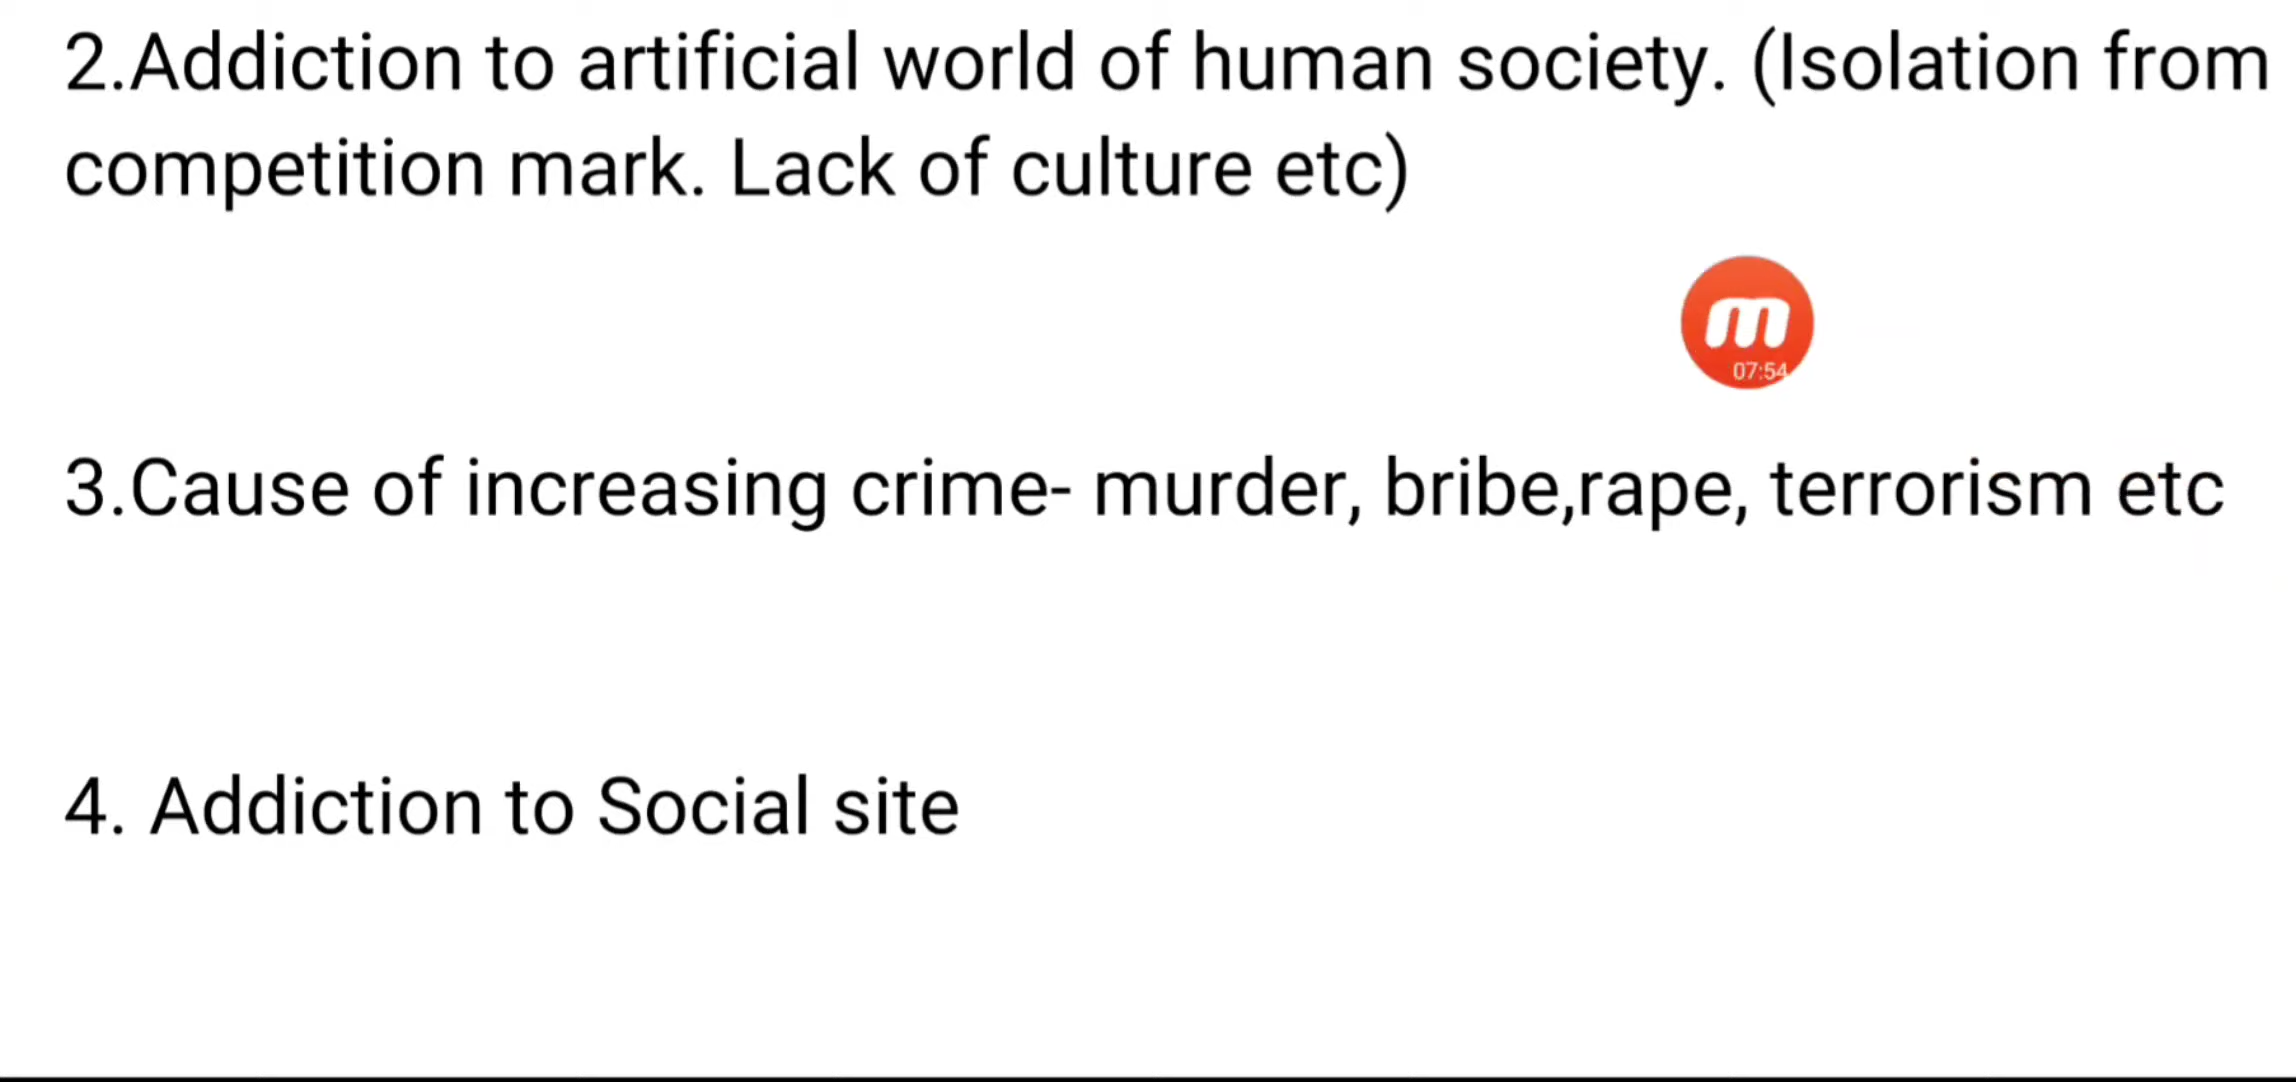 2.Addiction to artificial world of human society. (Isolation from
competition mark. Lack of culture etc)
m
07:54
3.Cause of increasing crime- murder, bribe,rape, terrorism etc
4. Addiction to Social site